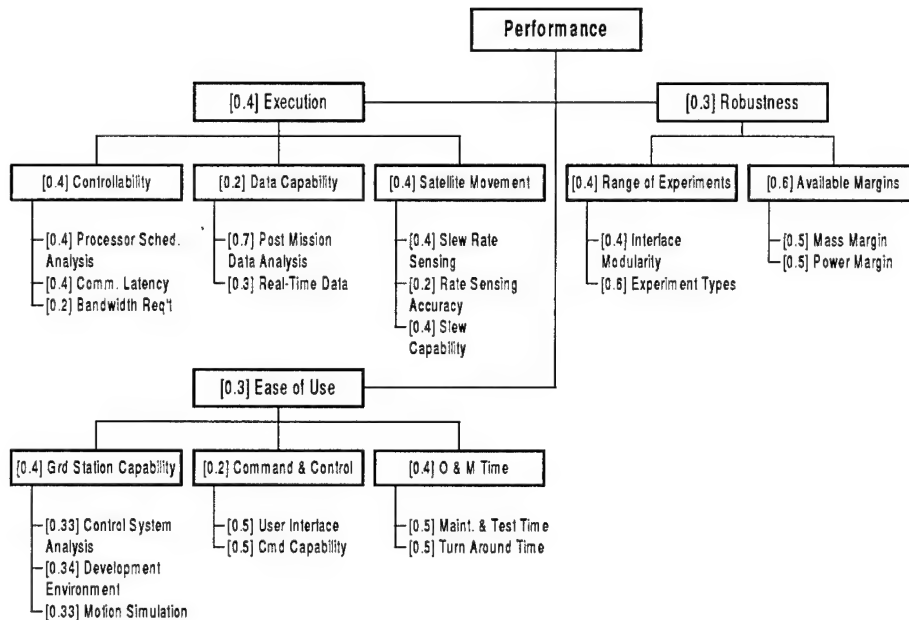 Performance
[0.4] Execution
[0.3] Robustness
[0.4] Controllability
[0.2] Data Capability
[0.4] Satellite Movement
[0.4] Range of Experiments
[0.6] Available Margins
[0.4] Processor Sched.
Analysis
[0.4] Comm. Latency
[0.2] Bandwidth Req't
[0.7] Post Mission
Data Analysis
[0.3] Real-Time Data
[0.4] Slew Rate
Sensing
[0.2] Rate Sensing
Accuracy
[0.4] Slew
Capability
[0.4] Interface
Modularity
[0.6] Experiment Types
[0.5] Mass Margin
[0.5] Power Margin
[0.3] Ease of Use
[0.4] Grd Station Capability
[0.2] Command & Control
[0.4] O & M Time
[0.33] Control System
Analysis
[0.34] Development
Environment
[0.33] Motion Simulation
[0.5] User Interface
[0.5] Cmd Capability
[0.5] Maint. & Test Time
[0.5] Turn Around Time